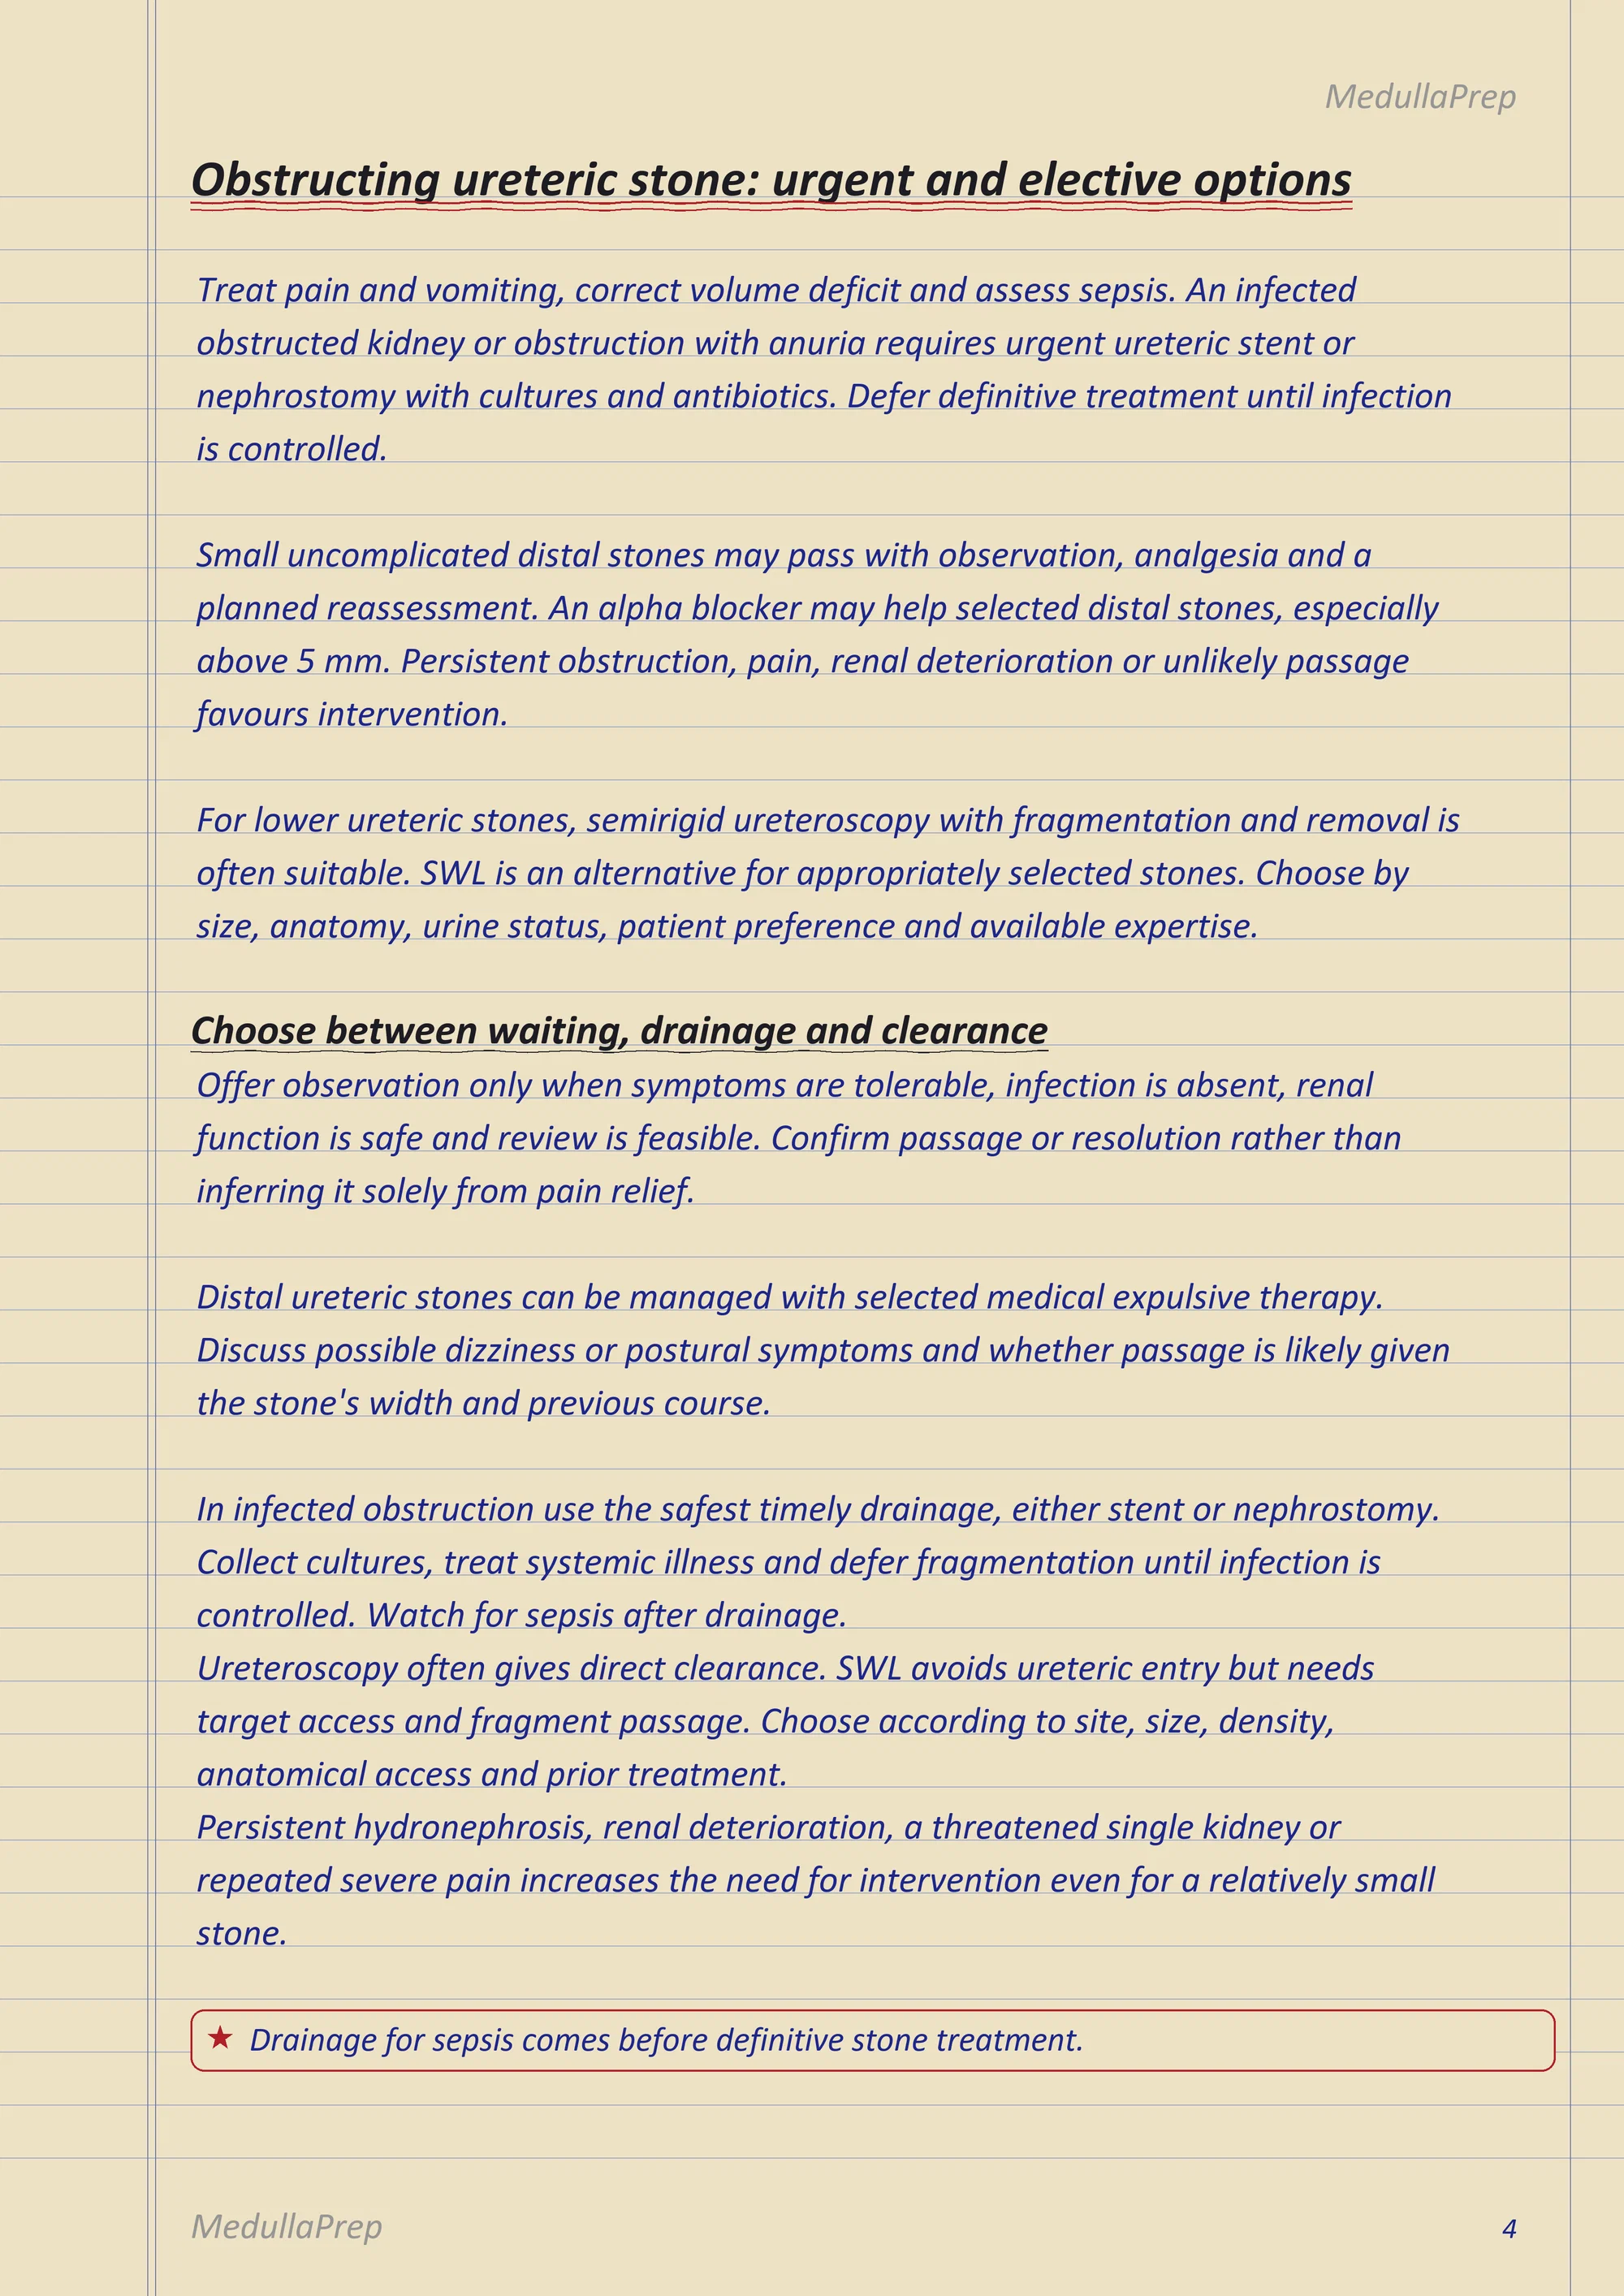 MedullaPrep
Obstructing ureteric stone: urgent and elective options
Treat pain and vomiting, correct volume deficit and assess sepsis. An infected
obstructed kidney or obstruction with anuria requires urgent ureteric stent or
nephrostomy with cultures and antibiotics. Defer definitive treatment until infection
is controlled.
Small uncomplicated distal stones may pass with observation, analgesia and a
planned reassessment. An alpha blocker may help selected distal stones, especially
above 5 mm. Persistent obstruction, pain, renal deterioration or unlikely passage
favours intervention.
For lower ureteric stones, semirigid ureteroscopy with fragmentation and removal is
often suitable. SWL is an alternative for appropriately selected stones. Choose by
size, anatomy, urine status, patient preference and available expertise.
Choose between waiting, drainage and clearance
Offer observation only when symptoms are tolerable, infection is absent, renal
function is safe and review is feasible. Confirm passage or resolution rather than
inferring it solely from pain relief.
Distal ureteric stones can be managed with selected medical expulsive therapy.
Discuss possible dizziness or postural symptoms and whether passage is likely given
the stone's width and previous course.
In infected obstruction use the safest timely drainage, either stent or nephrostomy.
Collect cultures, treat systemic illness and defer fragmentation until infection is
controlled. Watch for sepsis after drainage.
Ureteroscopy often gives direct clearance. SWL avoids ureteric entry but needs
target access and fragment passage. Choose according to site, size, density,
anatomical access and prior treatment.
Persistent hydronephrosis, renal deterioration, a threatened single kidney or
repeated severe pain increases the need for intervention even for a relatively small
stone.
★ Drainage for sepsis comes before definitive stone treatment.
MedullaPrep
4